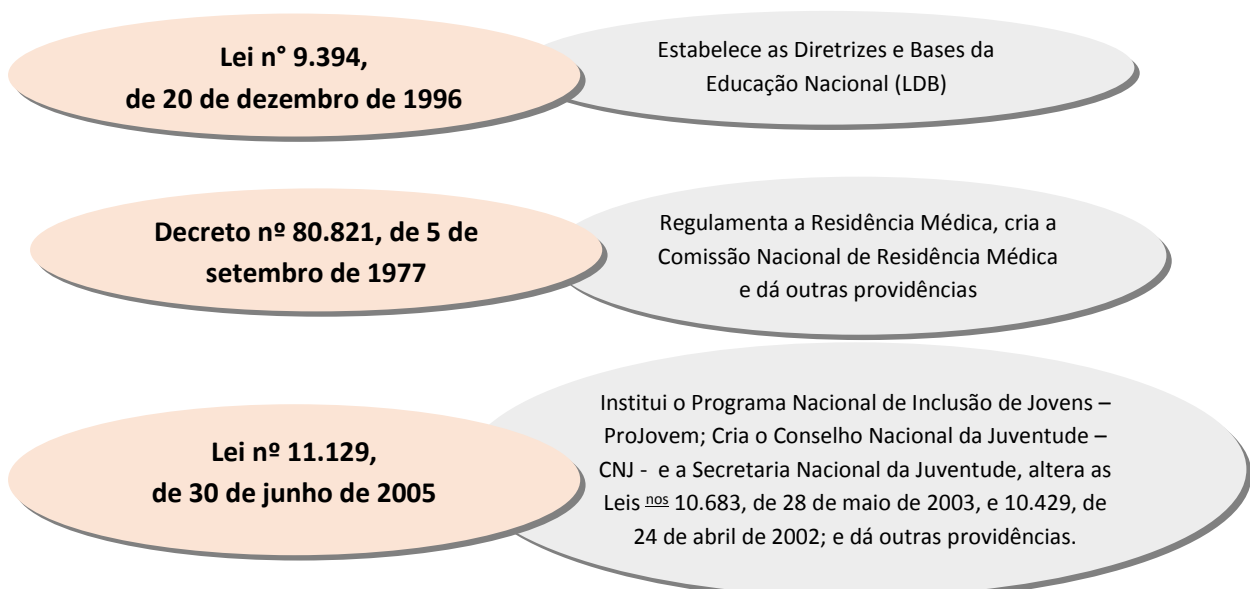 Lei n° 9.394,
de 20 de dezembro de 1996
Estabelece as Diretrizes e Bases da
Educação Nacional (LDB)
Decreto nº 80.821, de 5 de
setembro de 1977
Regulamenta a Residência Médica, cria a
Comissão Nacional de Residência Médica
e dá outras providências
Lei nº 11.129,
de 30 de junho de 2005
Institui o Programa Nacional de Inclusão de Jovens –
ProJovem; Cria o Conselho Nacional da Juventude –
CNJ - e a Secretaria Nacional da Juventude, altera as
Leis nos 10.683, de 28 de maio de 2003, e 10.429, de
24 de abril de 2002; e dá outras providências.